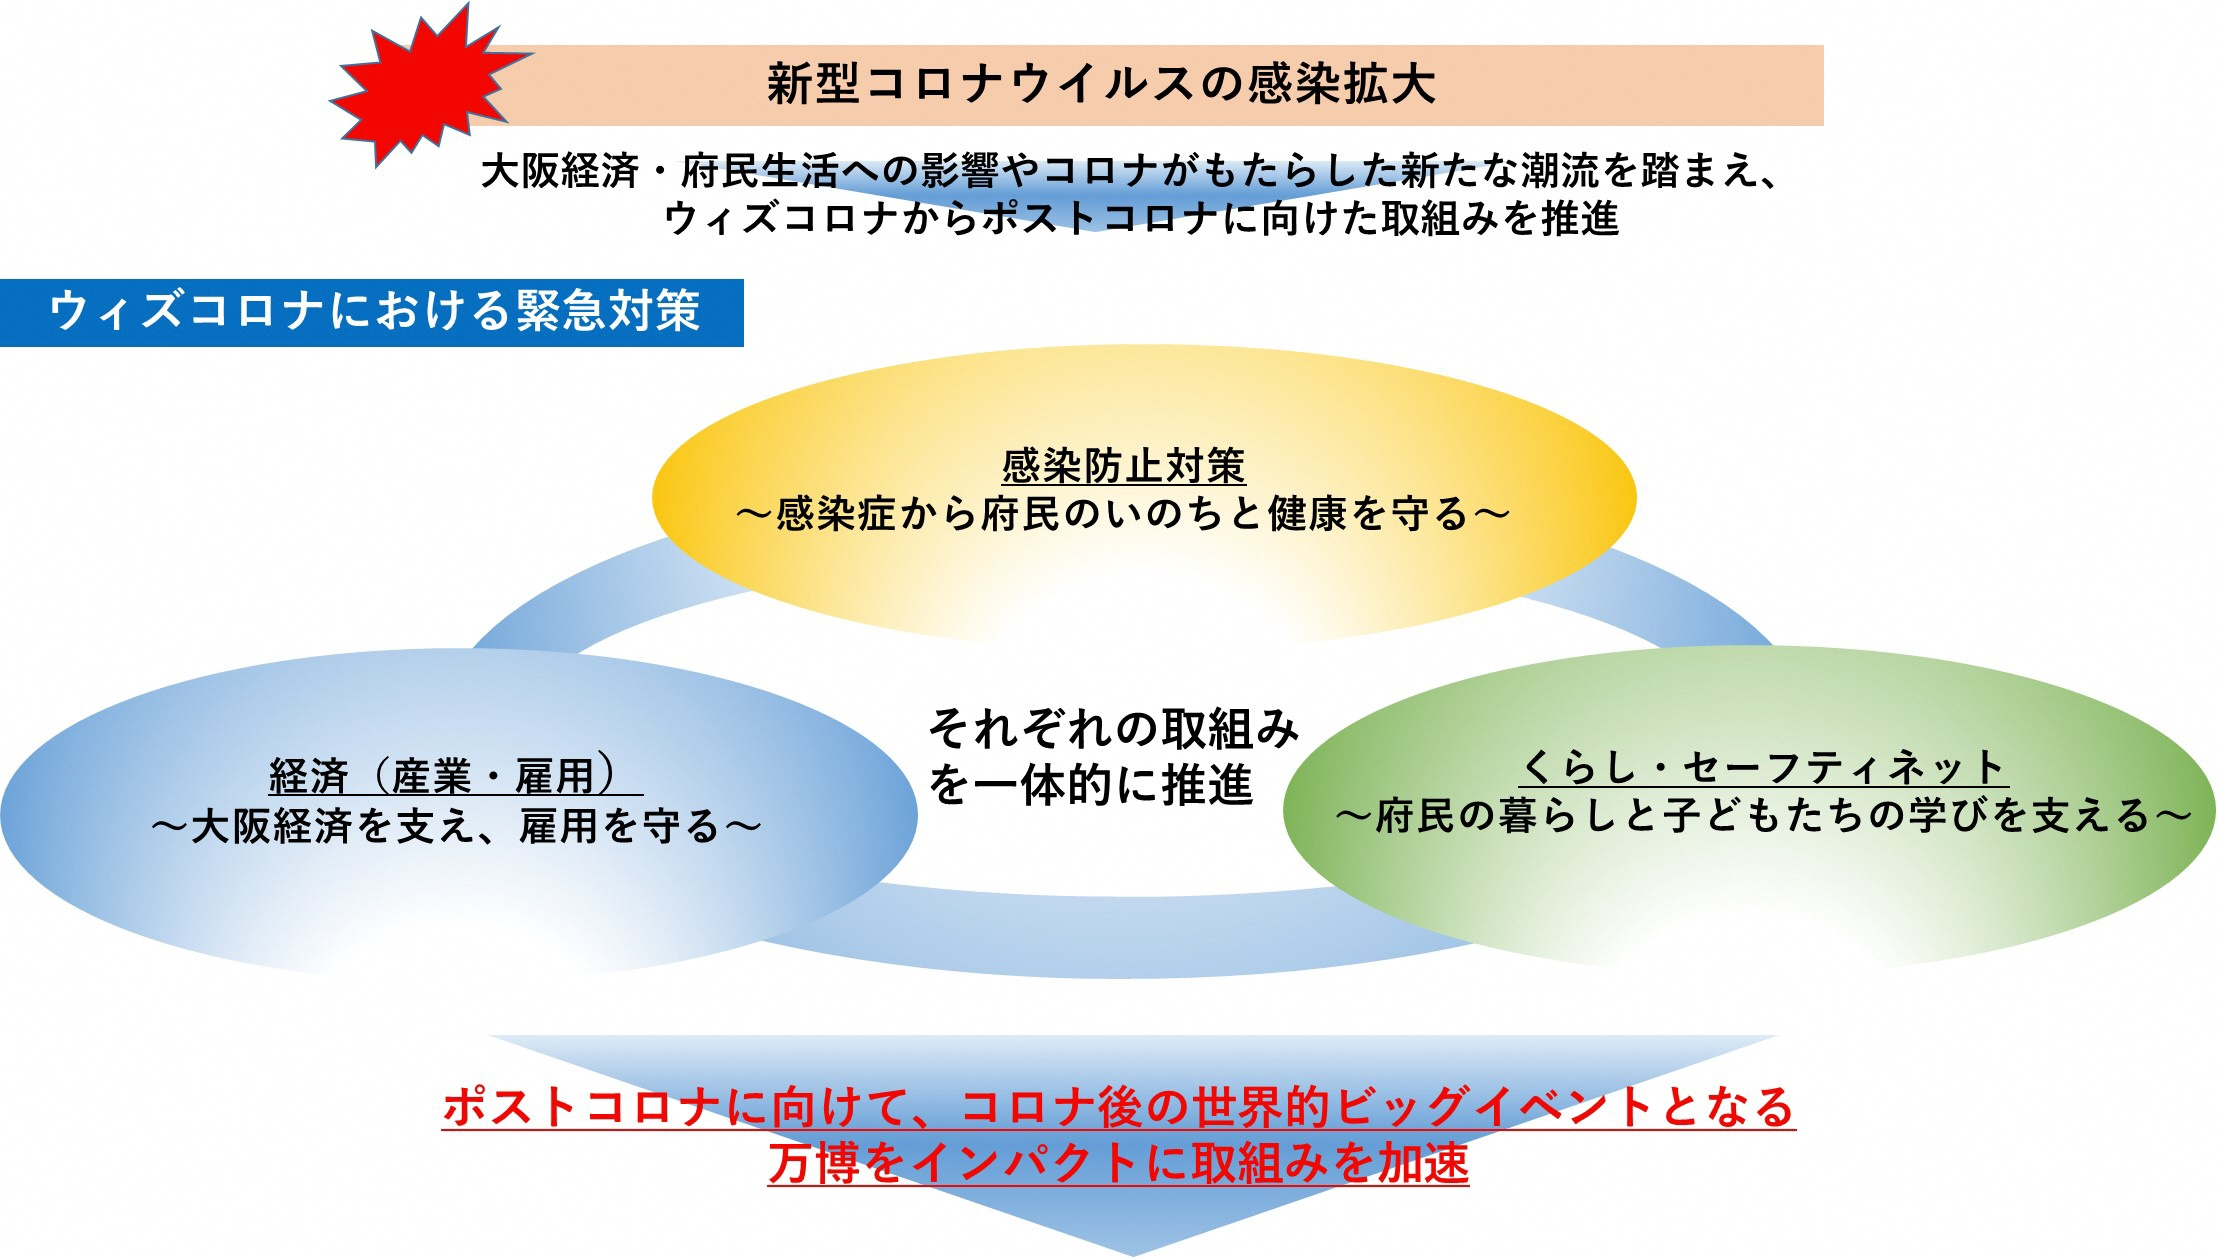 新型コロナウイルスの感染拡大
大阪経済・府民生活への影響やコロナがもたらした新たな潮流を踏まえ、
ウィズコロナからポストコロナに向けた取組みを推進
ウィズコロナにおける緊急対策
感染防止対策
～感染症から府民のいのちと健康を守る～
それぞれの取組み
を一体的に推進
経済（産業・雇用）
～大阪経済を支え、雇用を守る～
くらし・セーフティネット
～府民の暮らしと子どもたちの学びを支える～
ポストコロナに向けて、コロナ後の世界的ビッグイベントとなる
万博をインパクトに取組みを加速